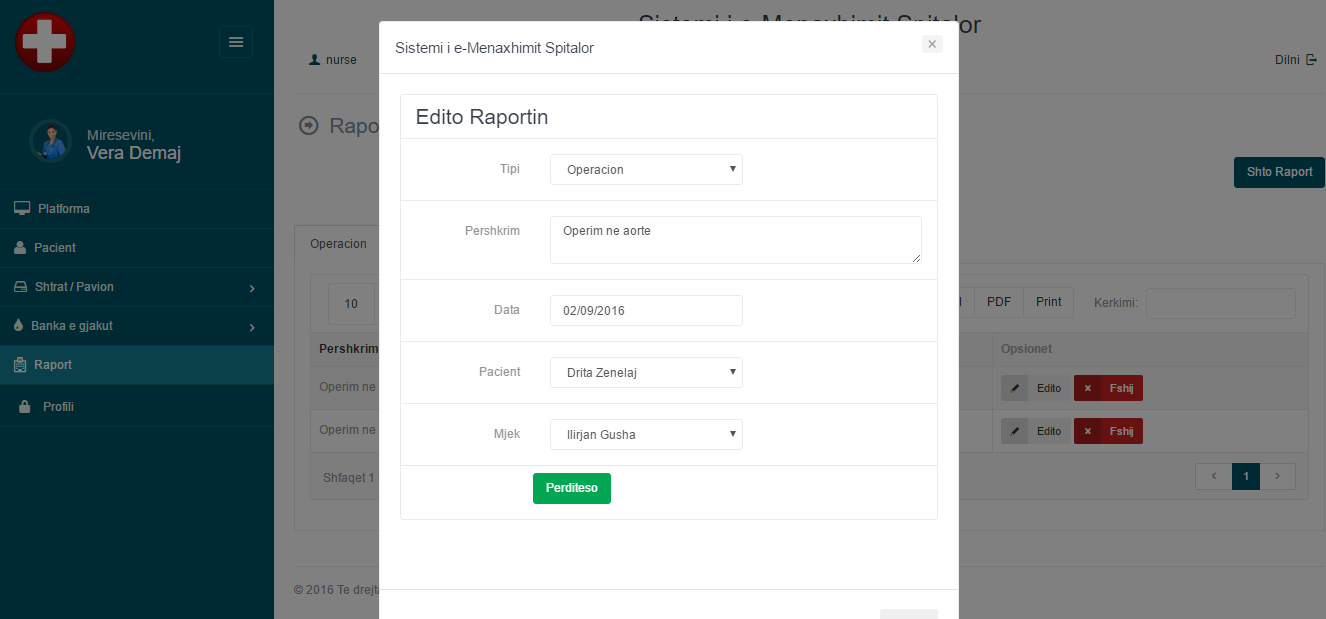 Sistemi i e-Menaxhimit Spitalor
nurse
Dilni
Miresevini,
Vera Demaj
Platforma
Pacient
Shtrat / Pavion
Banka e gjakut
Raport
Profili
Shto Raport
Operacion
10
PDF
Print
Kerkimi:
Pershkrim
Opsionet
Operim ne
Edito
Fshij
Operim ne
Edito
Fshij
Shfaqet 1
‹ 1 ›
© 2016 Te
Sistemi i e-Menaxhimit Spitalor
×
Edito Raportin
Tipi
Operacion
Pershkrim
Operim ne aorte
Data
02/09/2016
Pacient
Drita Zenelaj
Mjek
Ilirjan Gusha
Perditeso